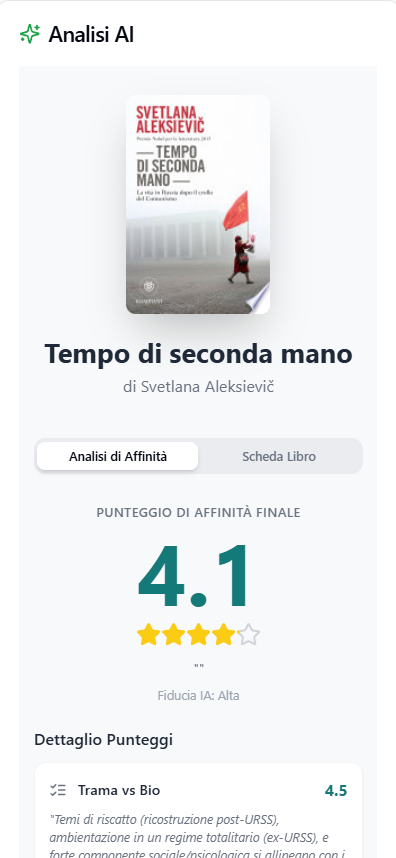 Analisi AI
SVETLANA
ALEKSIEVIČ
Premio Nobel per la Letteratura 2015
— TEMPO
DI SECONDA
MANO —
La vita in Russia dopo il crollo
del Comunismo
BOMPIANI
Tempo di seconda mano
di Svetlana Aleksievič
Analisi di Affinità
Scheda Libro
PUNTEGGIO DI AFFINITÀ FINALE
4.1
""
Fiducia IA: Alta
Dettaglio Punteggi
Trama vs Bio
4.5
"Temi di riscatto (ricostruzione post-URSS),
ambientazione in un regime totalitario (ex-URSS), e
forte componente sociale/psicologica si allineano con i